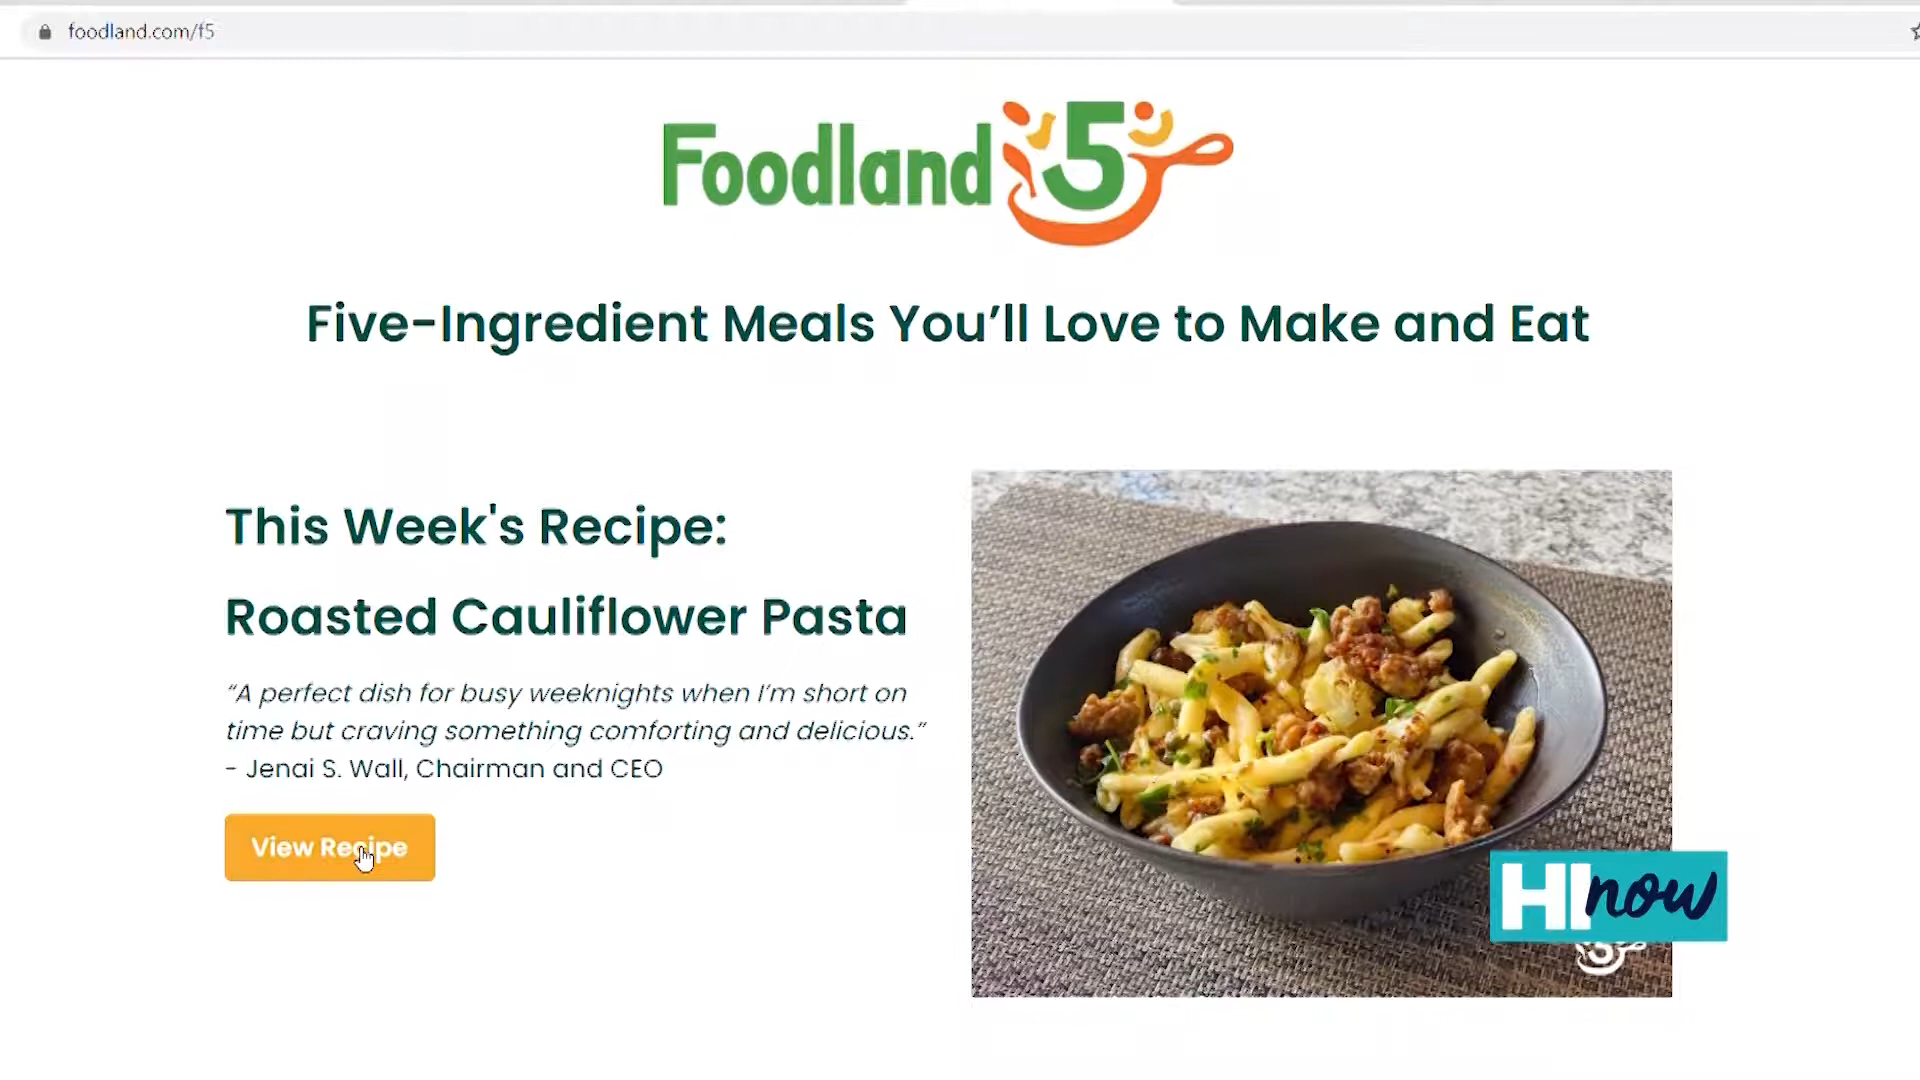 foodland.com/f5
Foodland 5
Five-Ingredient Meals You’ll Love to Make and Eat
This Week's Recipe:
Roasted Cauliflower Pasta
“A perfect dish for busy weeknights when I’m short on
time but craving something comforting and delicious.”
- Jenai S. Wall, Chairman and CEO
View Recipe
HI now
5